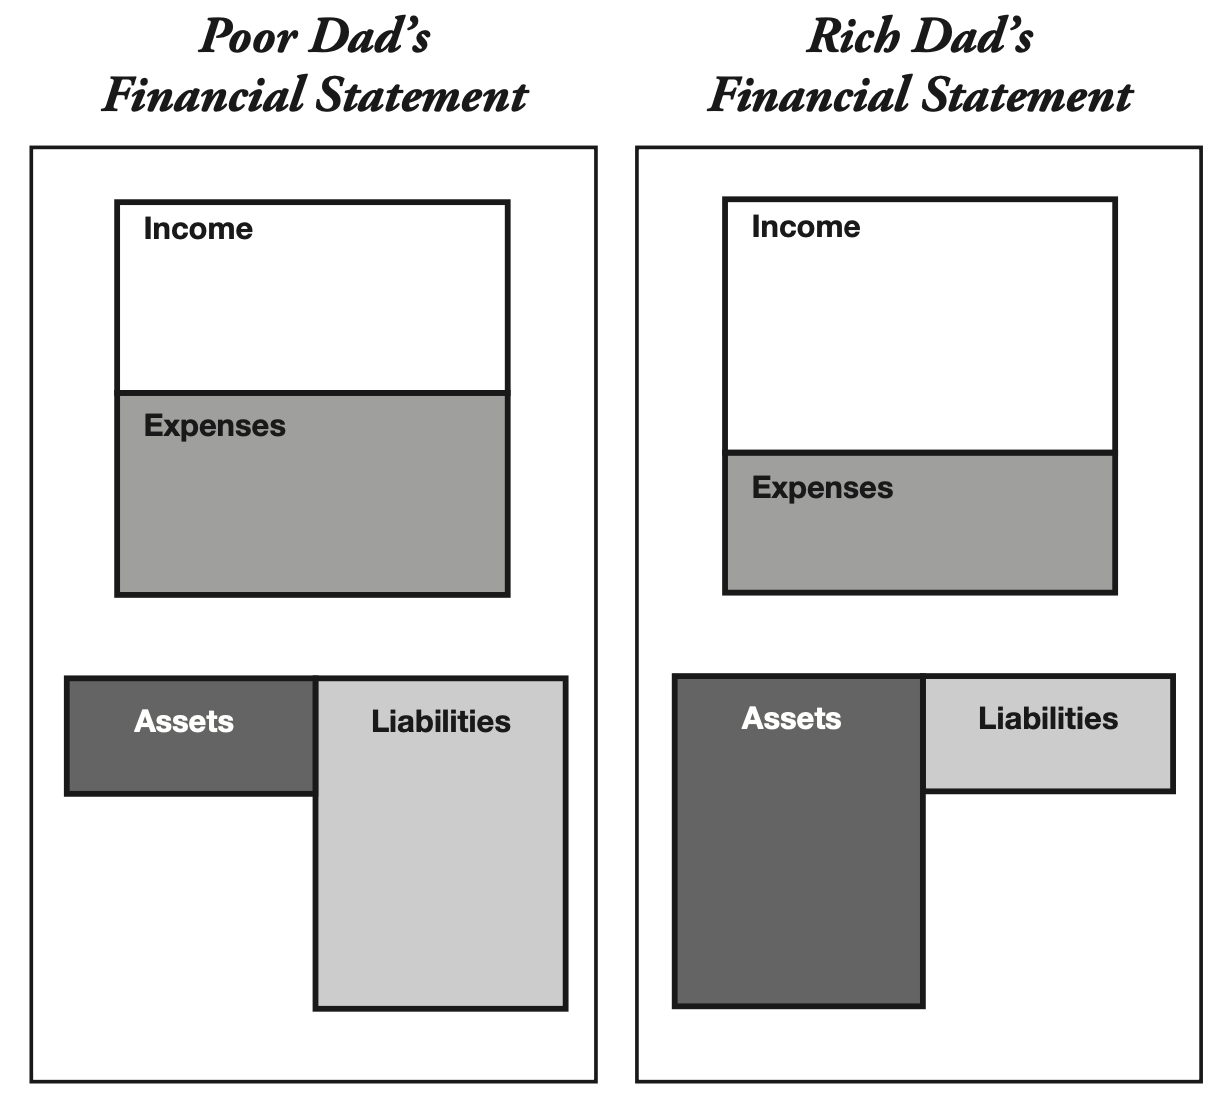 Poor Dad's
Financial Statement
Income
Expenses
Assets
Liabilities
Rich Dad's
Financial Statement
Income
Expenses
Assets
Liabilities